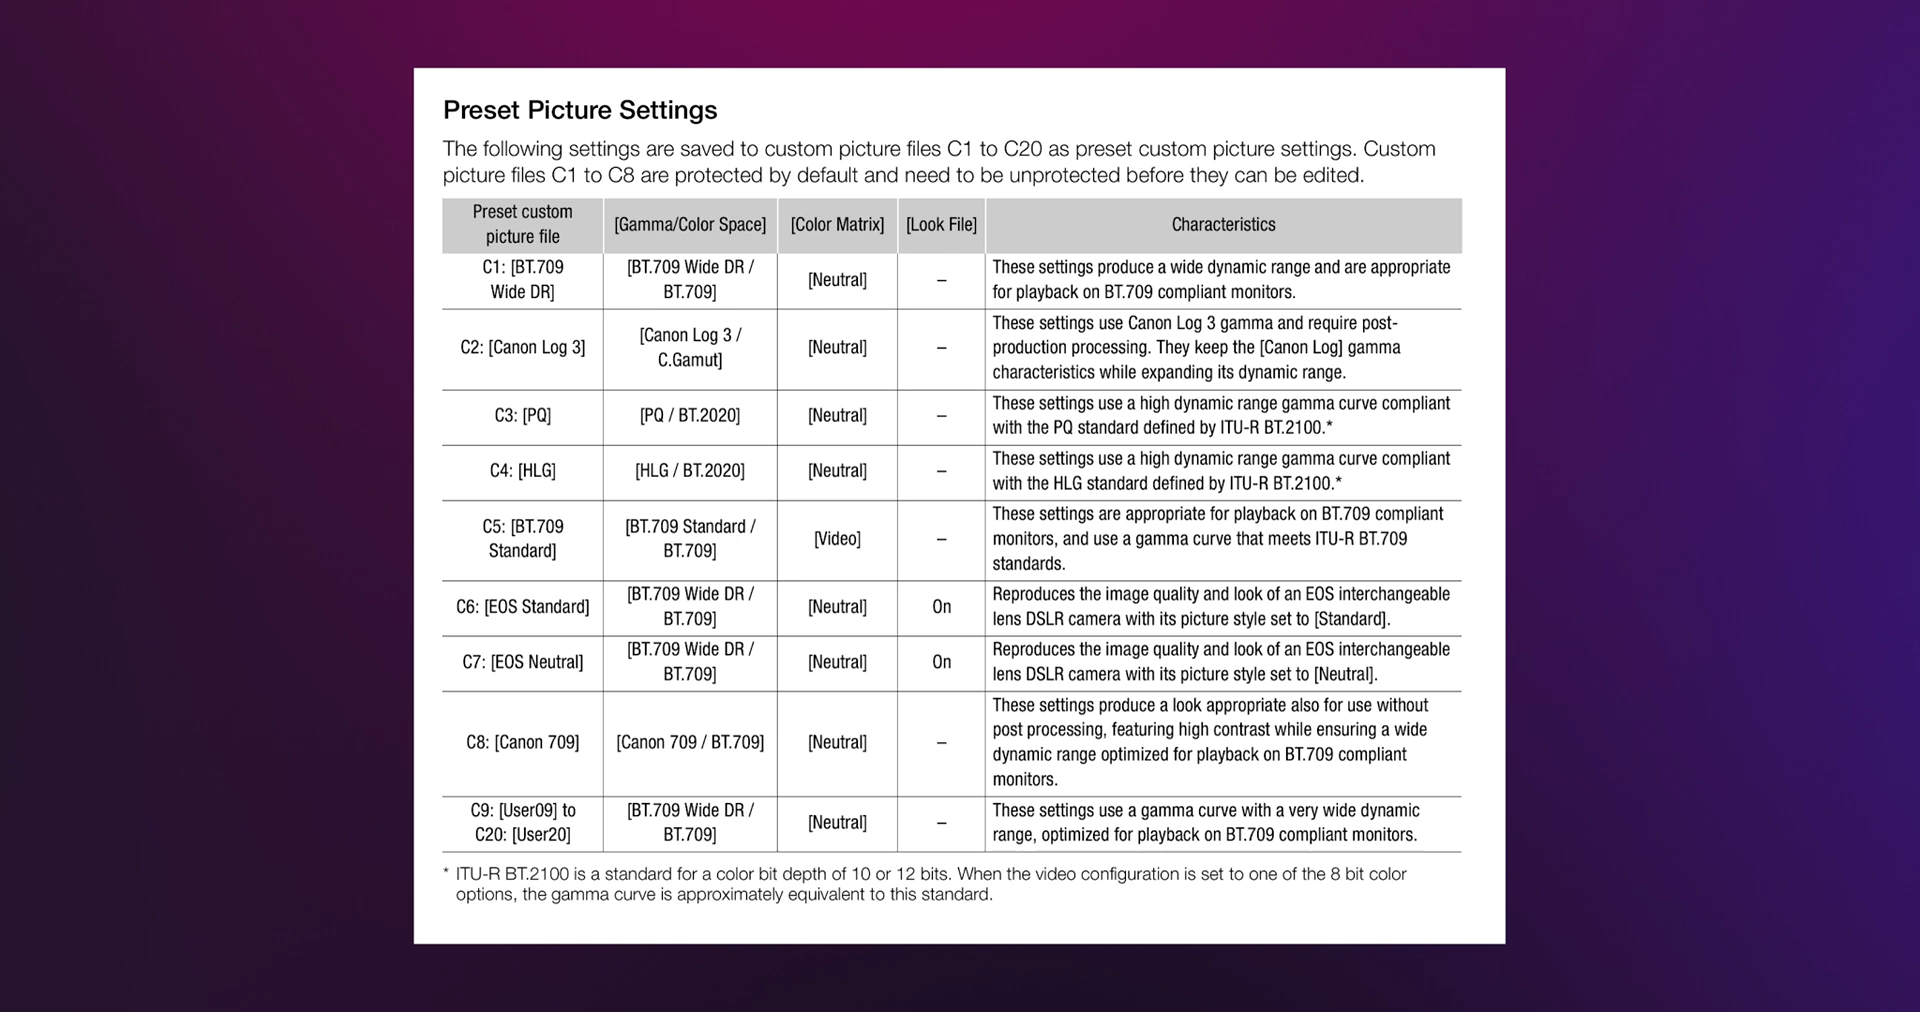 Preset Picture Settings
The following settings are saved to custom picture files C1 to C20 as preset custom picture settings. Custom
picture files C1 to C8 are protected by default and need to be unprotected before they can be edited.
Preset custom
picture file
[Gamma/Color Space]
[Color Matrix]
[Look File]
Characteristics
C1: [BT.709
Wide DR]
[BT.709 Wide DR /
BT.709]
[Neutral]
–
These settings produce a wide dynamic range and are appropriate
for playback on BT.709 compliant monitors.
C2: [Canon Log 3]
[Canon Log 3 /
C.Gamut]
[Neutral]
–
These settings use Canon Log 3 gamma and require post-
production processing. They keep the [Canon Log] gamma
characteristics while expanding its dynamic range.
C3: [PQ]
[PQ / BT.2020]
[Neutral]
–
These settings use a high dynamic range gamma curve compliant
with the PQ standard defined by ITU-R BT.2100.*
C4: [HLG]
[HLG / BT.2020]
[Neutral]
–
These settings use a high dynamic range gamma curve compliant
with the HLG standard defined by ITU-R BT.2100.*
C5: [BT.709
Standard]
[BT.709 Standard /
BT.709]
[Video]
–
These settings are appropriate for playback on BT.709 compliant
monitors, and use a gamma curve that meets ITU-R BT.709
standards.
C6: [EOS Standard]
[BT.709 Wide DR /
BT.709]
[Neutral]
On
Reproduces the image quality and look of an EOS interchangeable
lens DSLR camera with its picture style set to [Standard].
C7: [EOS Neutral]
[BT.709 Wide DR /
BT.709]
[Neutral]
On
Reproduces the image quality and look of an EOS interchangeable
lens DSLR camera with its picture style set to [Neutral].
C8: [Canon 709]
[Canon 709 / BT.709]
[Neutral]
–
These settings produce a look appropriate also for use without
post processing, featuring high contrast while ensuring a wide
dynamic range optimized for playback on BT.709 compliant
monitors.
C9: [User09] to
C20: [User20]
[BT.709 Wide DR /
BT.709]
[Neutral]
–
These settings use a gamma curve with a very wide dynamic
range, optimized for playback on BT.709 compliant monitors.
* ITU-R BT.2100 is a standard for a color bit depth of 10 or 12 bits. When the video configuration is set to one of the 8 bit color
options, the gamma curve is approximately equivalent to this standard.